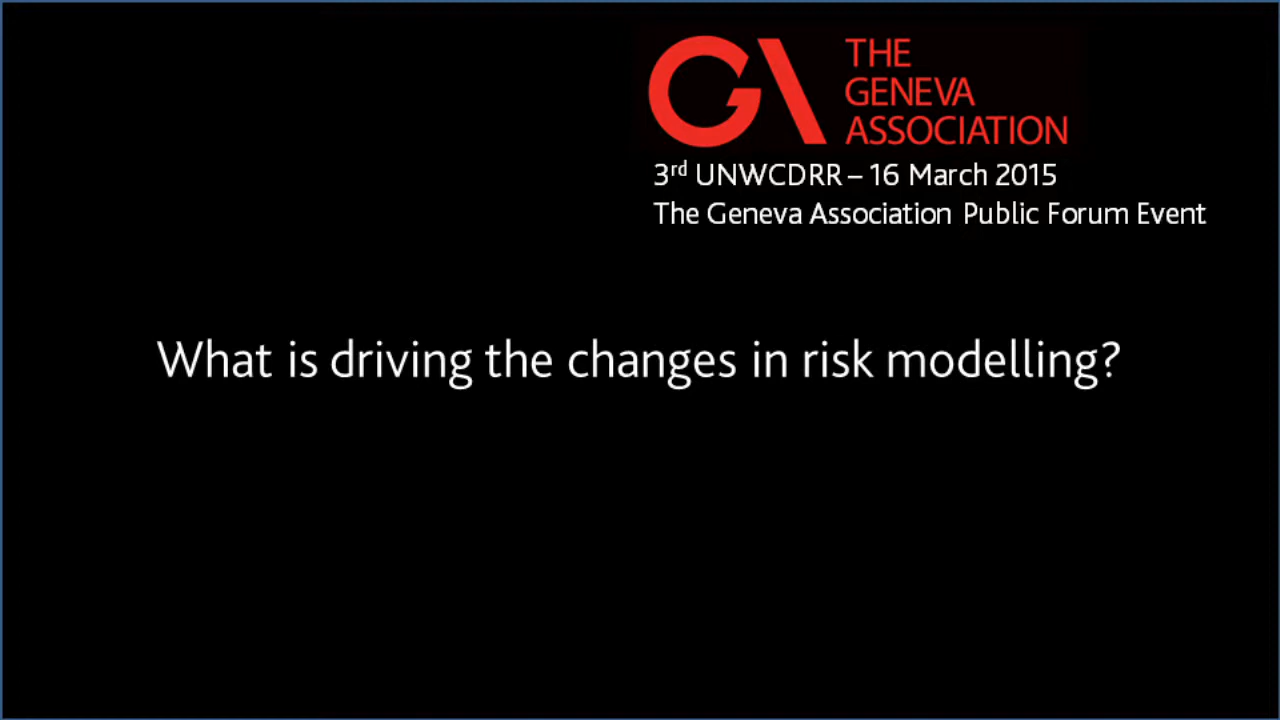 GA
THE
GENEVA
ASSOCIATION
3rd UNWCDRR – 16 March 2015
The Geneva Association Public Forum Event
What is driving the changes in risk modelling?